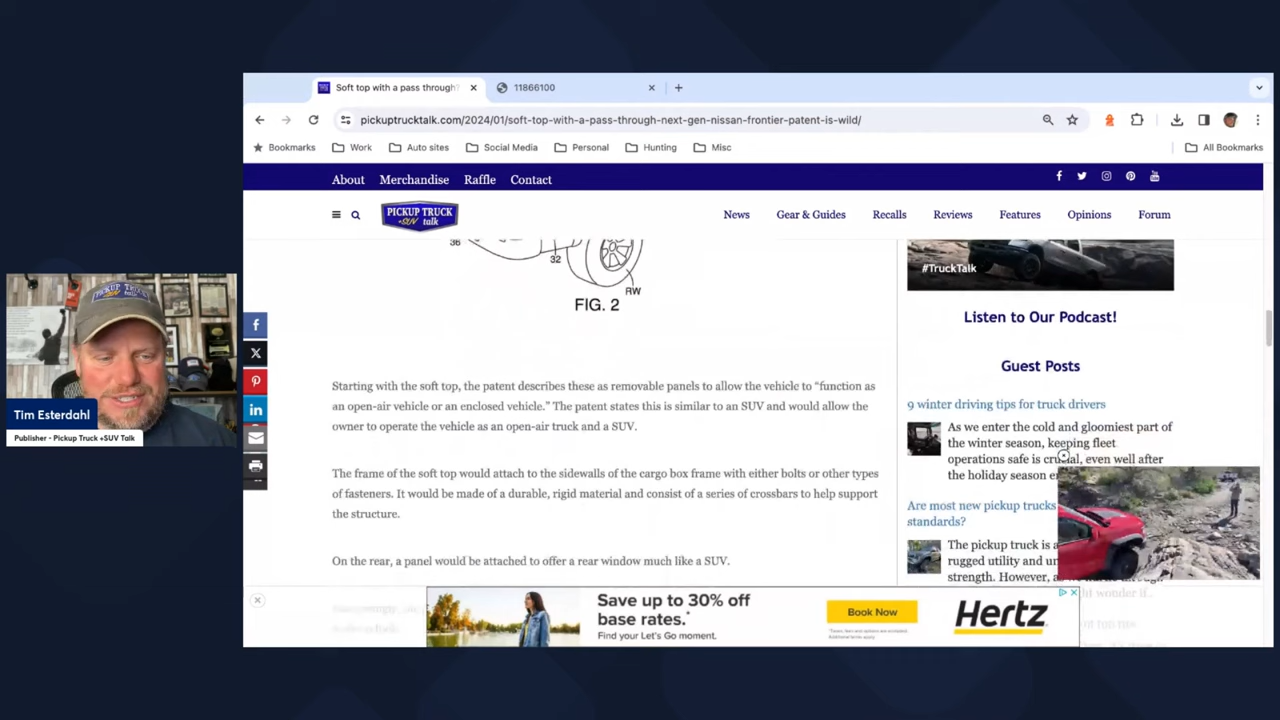 Soft top with a pass through?
11866100
pickuptrucktalk.com/2024/01/soft-top-with-a-pass-through-next-gen-nissan-frontier-patent-is-wild/
Bookmarks Work Auto sites Social Media Personal Hunting Misc All Bookmarks
About Merchandise Raffle Contact
PICKUP TRUCK
+SUV talk
News Gear & Guides Recalls Reviews Features Opinions Forum
36
32
RW
FIG. 2
#TruckTalk
Listen to Our Podcast!
Guest Posts
Starting with the soft top, the patent describes these as removable panels to allow the vehicle to “function as
an open-air vehicle or an enclosed vehicle.” The patent states this is similar to an SUV and would allow the
owner to operate the vehicle as an open-air truck and a SUV.
The frame of the soft top would attach to the sidewalls of the cargo box frame with either bolts or other types
of fasteners. It would be made of a durable, rigid material and consist of a series of crossbars to help support
the structure.
On the rear, a panel would be attached to offer a rear window much like a SUV.
9 winter driving tips for truck drivers
As we enter the cold and gloomiest part of
the winter season, keeping fleet
operations safe is crucial, even well after
the holiday season
Are most new pickup trucks
standards?
The pickup truck is a
rugged utility and
strength. However,
Save up to 30% off
base rates.*
Find your Let's Go moment.
Book Now
Hertz
PICKUP TRUCK
+SUV talk
Tim Esterdahl
Publisher - Pickup Truck +SUV Talk